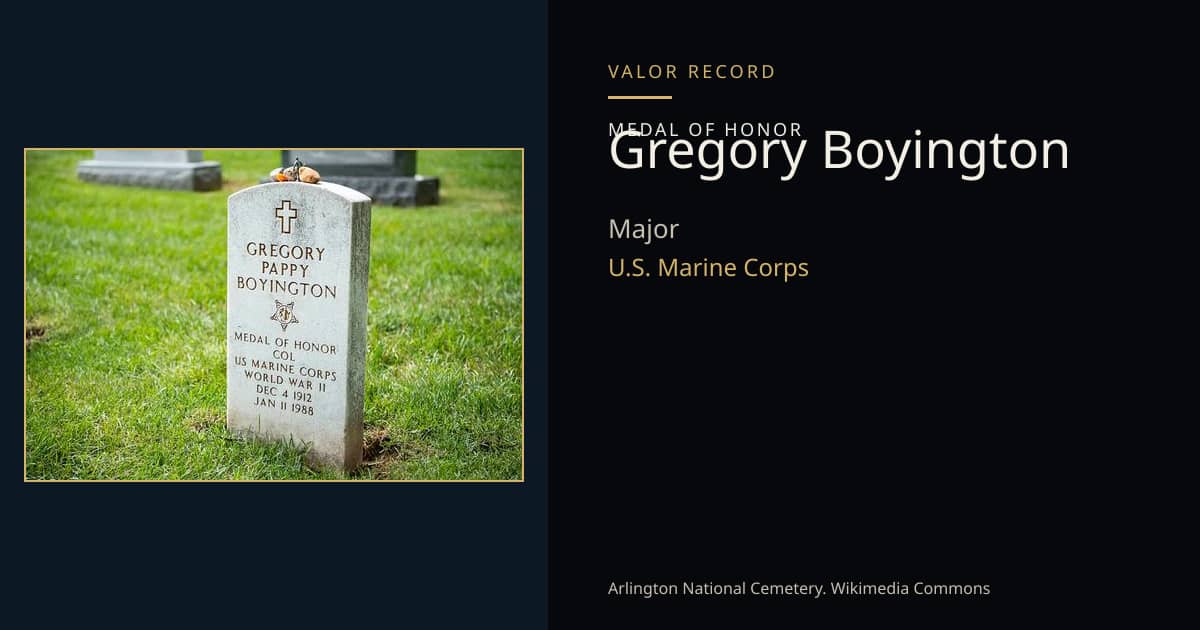 GREGORY
PAPPY
BOYINGTON
MEDAL OF HONOR
COL
US MARINE CORPS
WORLD WAR II
DEC 4 1912
JAN 11 1988
VALOR RECORD
MEDAL OF HONOR
Gregory Boyington
Major
U.S. Marine Corps
Arlington National Cemetery. Wikimedia Commons